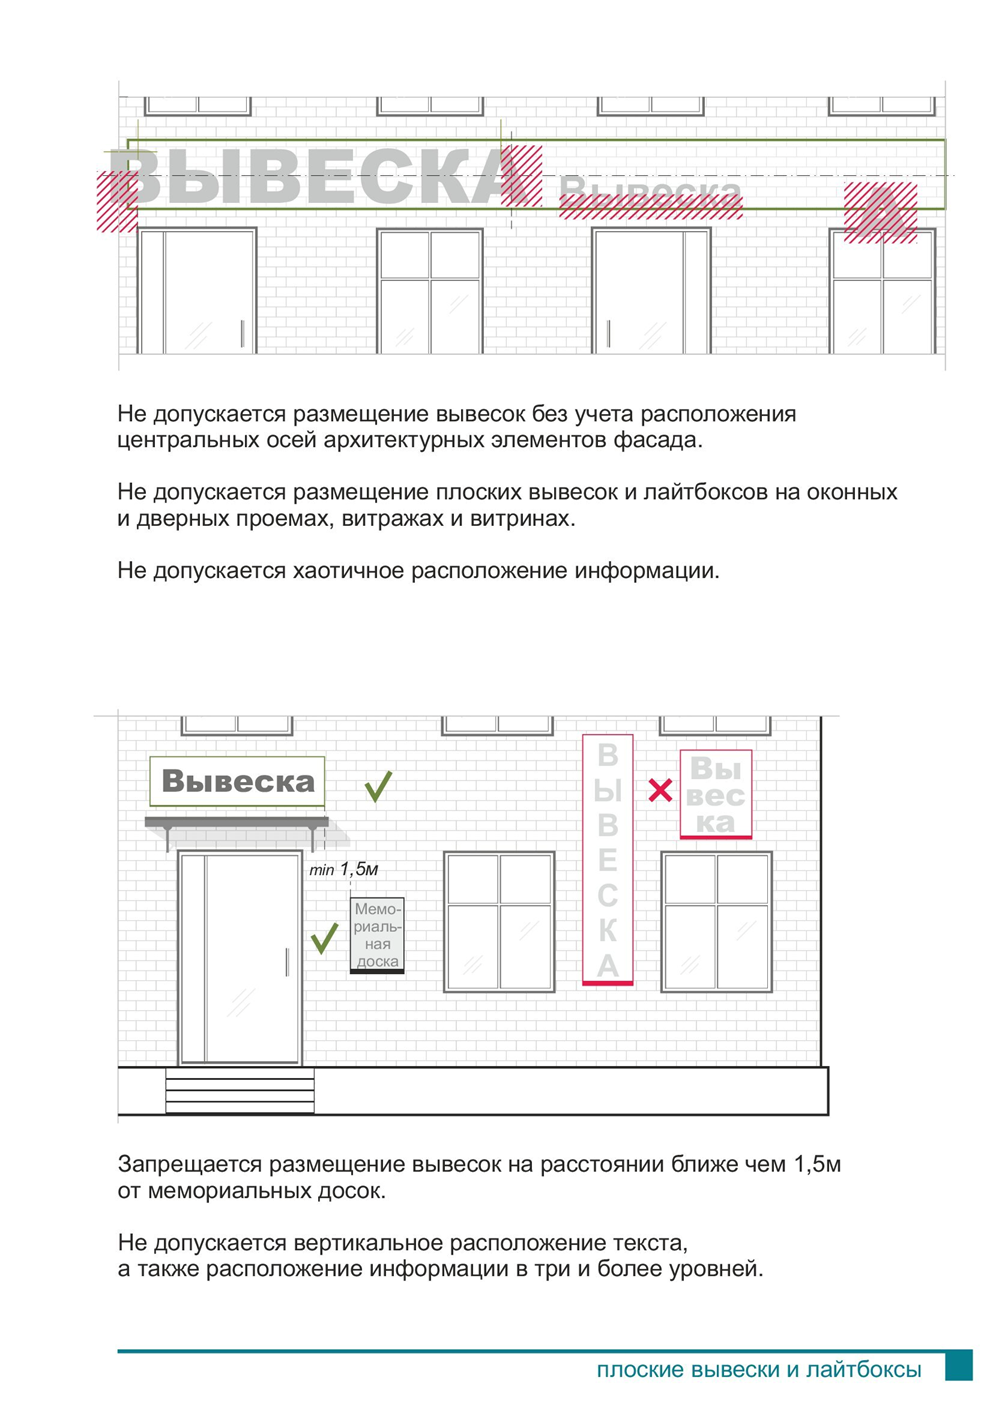 ВЫВЕСКА
Вывеска
Не допускается размещение вывесок без учета расположения
центральных осей архитектурных элементов фасада.
Не допускается размещение плоских вывесок и лайтбоксов на оконных
и дверных проемах, витражах и витринах.
Не допускается хаотичное расположение информации.
Вывеска
min 1,5м
Мемо-
риаль-
ная
доска
В
Ы
В
Е
С
К
А
Вы
вес
ка
Запрещается размещение вывесок на расстоянии ближе чем 1,5м
от мемориальных досок.
Не допускается вертикальное расположение текста,
а также расположение информации в три и более уровней.
плоские вывески и лайтбоксы